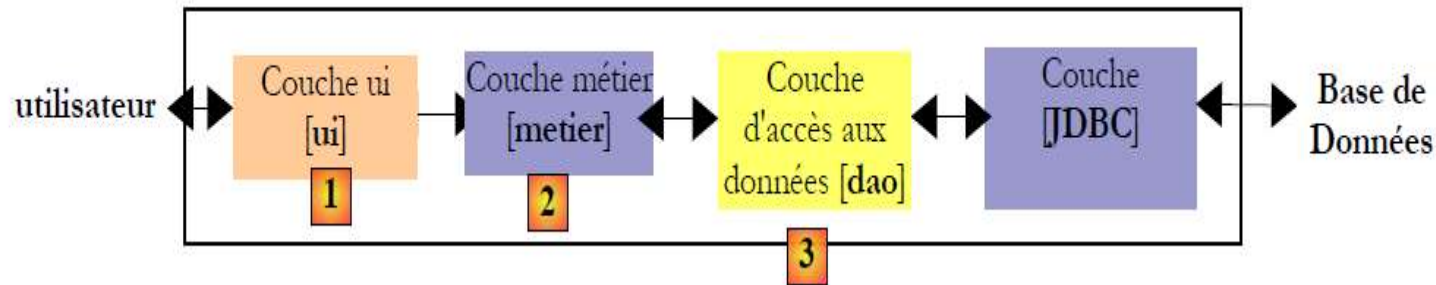 utilisateur
Couche ui
[ui]
1
Couche métier
[metier]
2
Couche
d'accès aux
données [dao]
3
Couche
[JDBC]
Base de
Données